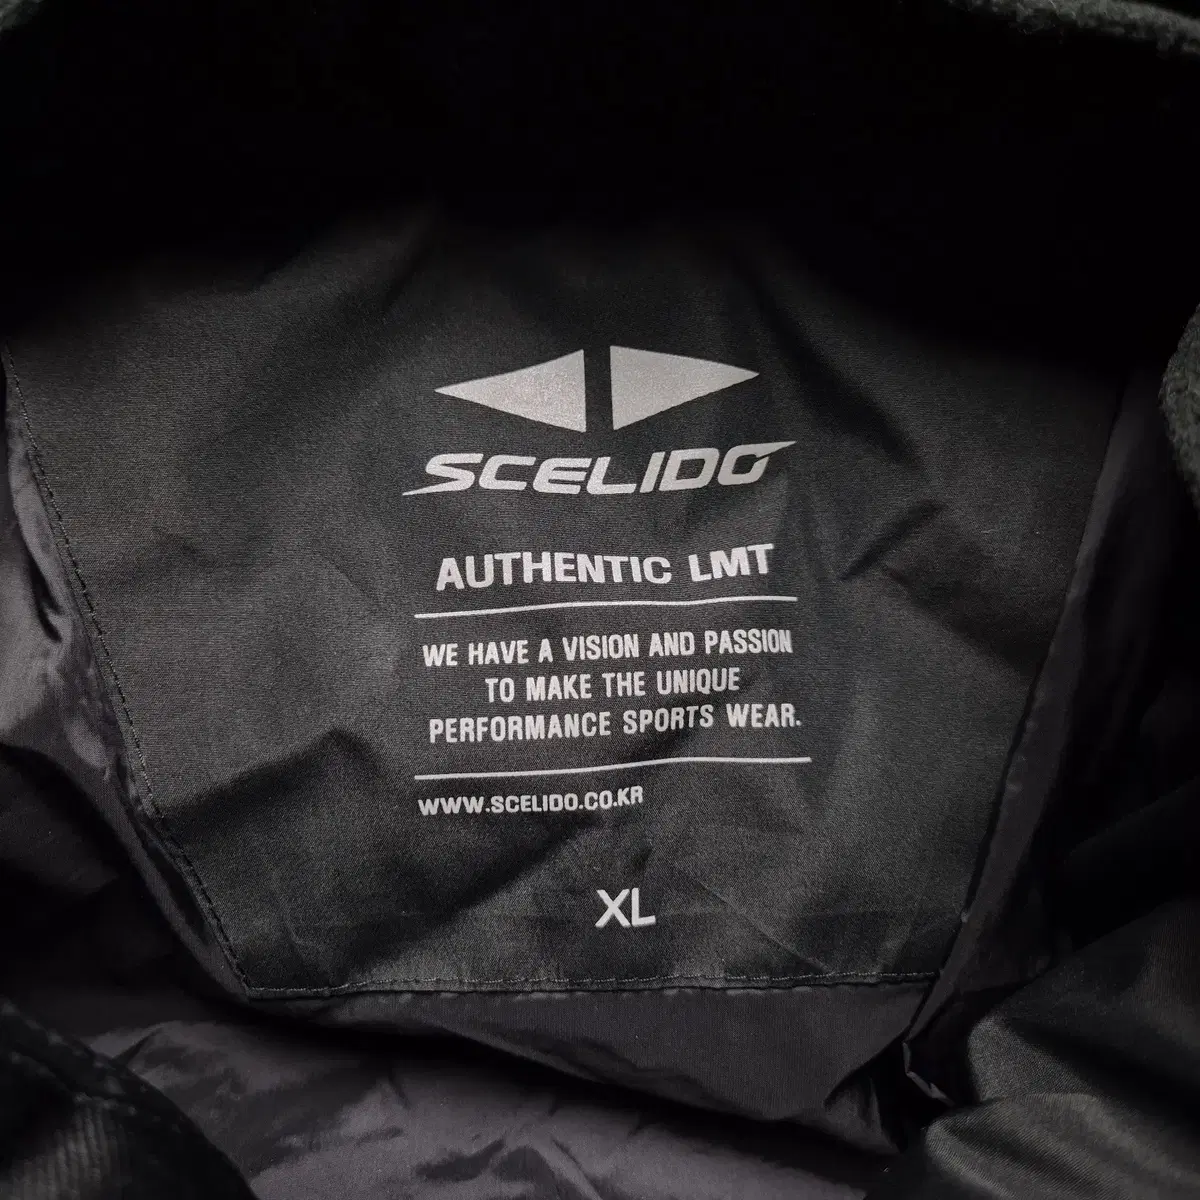 SCELIDO
AUTHENTIC LMT
WE HAVE A VISION AND PASSION
TO MAKE THE UNIQUE
PERFORMANCE SPORTS WEAR.
WWW.SCELIDO.CO.KR
XL